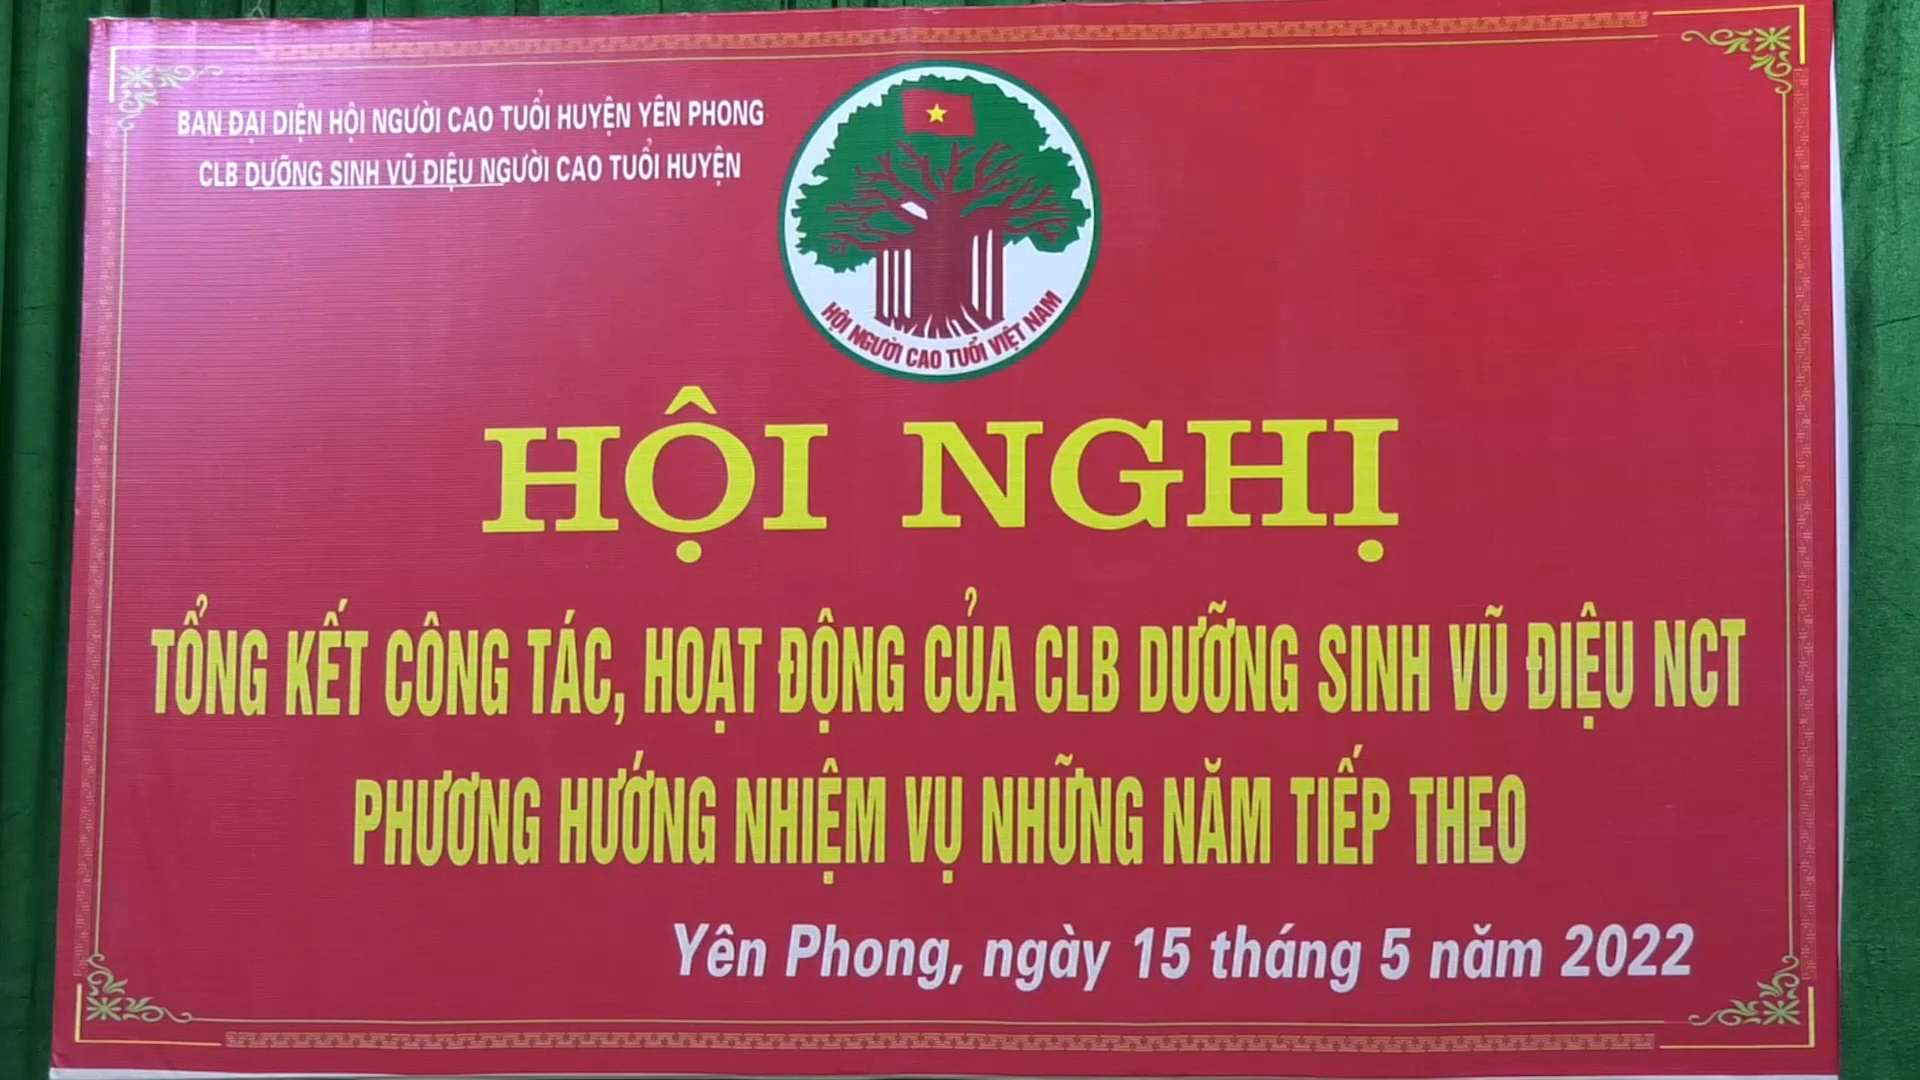 BAN ĐẠI DIỆN HỘI NGƯỜI CAO TUỔI HUYỆN YÊN PHONG
CLB DƯỠNG SINH VŨ ĐIỆU NGƯỜI CAO TUỔI HUYỆN
HỘI NGƯỜI CAO TUỔI VIỆT NAM
HỘI NGHỊ
TỔNG KẾT CÔNG TÁC, HOẠT ĐỘNG CỦA CLB DƯỠNG SINH VŨ ĐIỆU NCT
PHƯƠNG HƯỚNG NHIỆM VỤ NHỮNG NĂM TIẾP THEO
Yên Phong, ngày 15 tháng 5 năm 2022